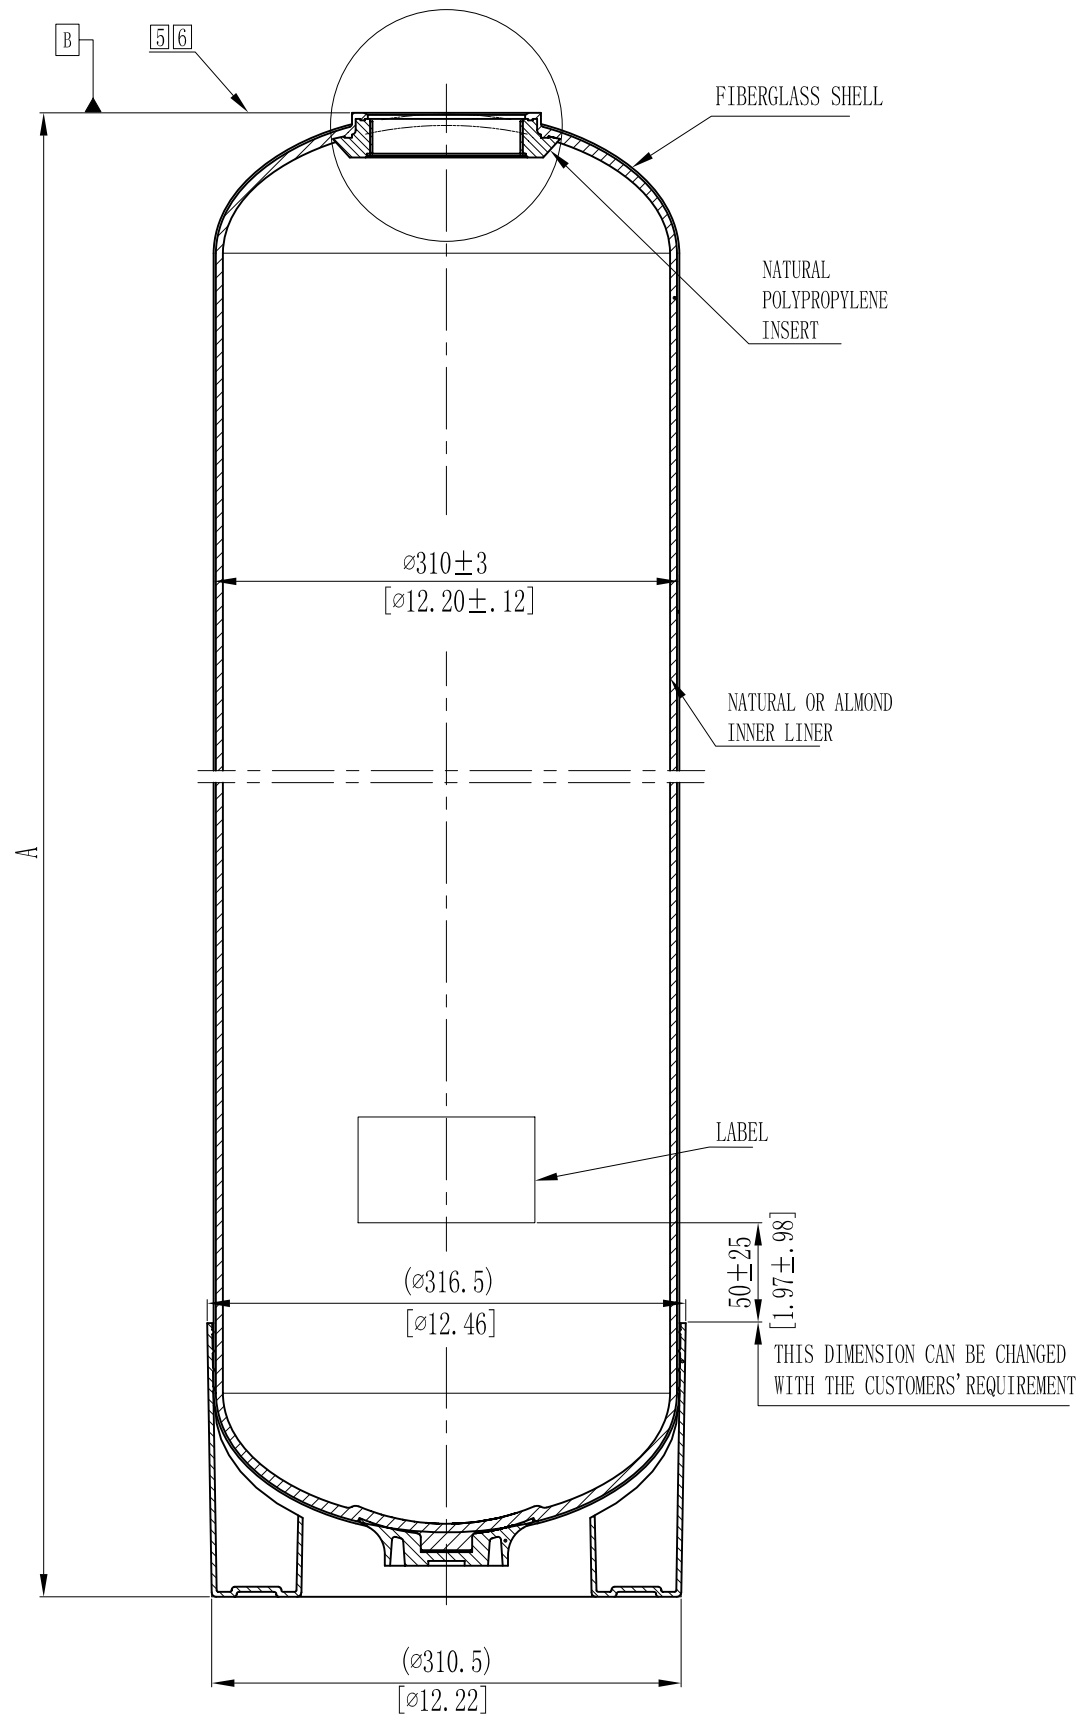 B
5 6
FIBERGLASS SHELL
NATURAL
POLYPROPYLENE
INSERT
⌀310±3
[⌀12.20±.12]
NATURAL OR ALMOND
INNER LINER
A
LABEL
50±25
[1.97±.98]
(⌀316.5)
[⌀12.46]
THIS DIMENSION CAN BE CHANGED
WITH THE CUSTOMERS' REQUIREMENT
(⌀310.5)
[⌀12.22]